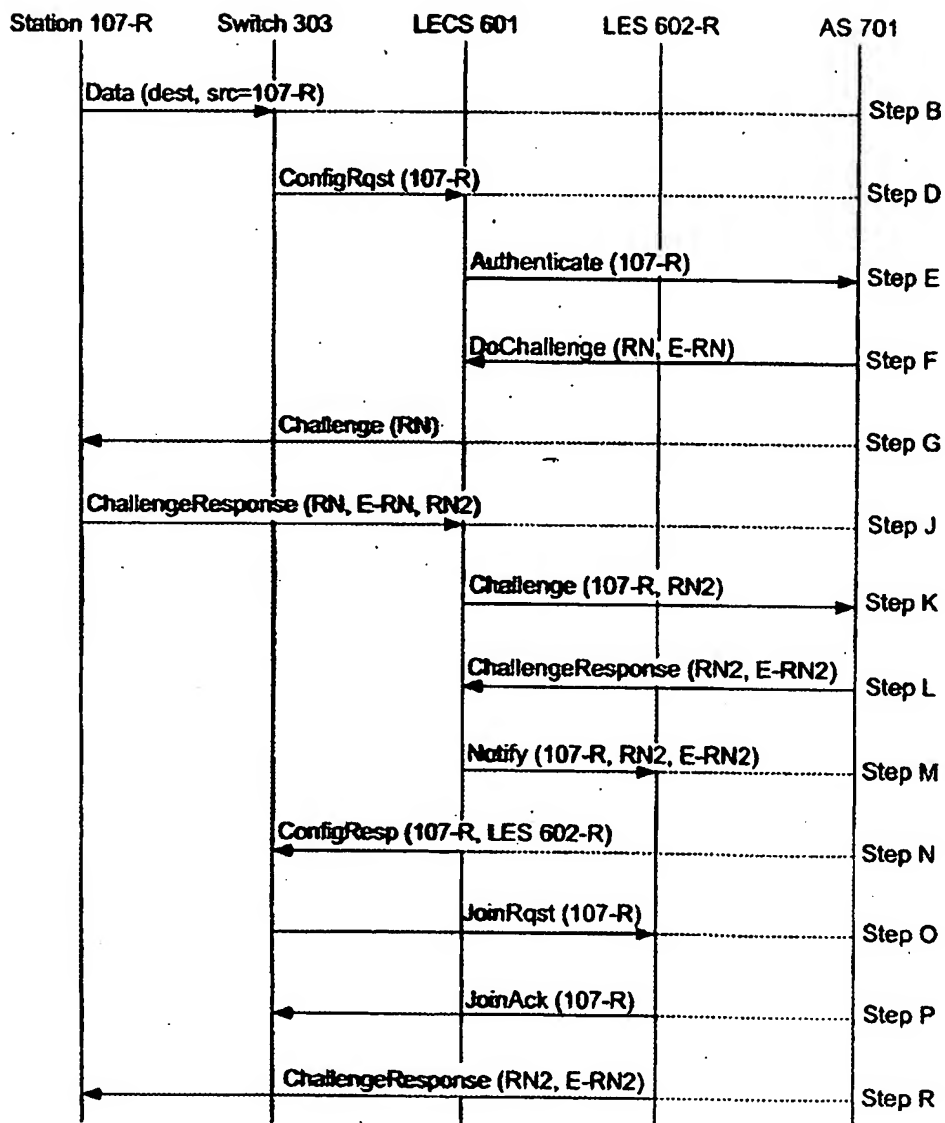 Station 107-R Switch 303 LECS 601 LES 602-R AS 701
Data (dest, src=107-R) Step B
ConfigRqst (107-R) Step D
Authenticate (107-R) Step E
DoChallenge (RN, E-RN) Step F
Challenge (RN) Step G
ChallengeResponse (RN, E-RN, RN2) Step J
Challenge (107-R, RN2) Step K
ChallengeResponse (RN2, E-RN2) Step L
Notify (107-R, RN2, E-RN2) Step M
ConfigResp (107-R, LES 602-R) Step N
JoinRqst (107-R) Step O
JoinAck (107-R) Step P
ChallengeResponse (RN2, E-RN2) Step R